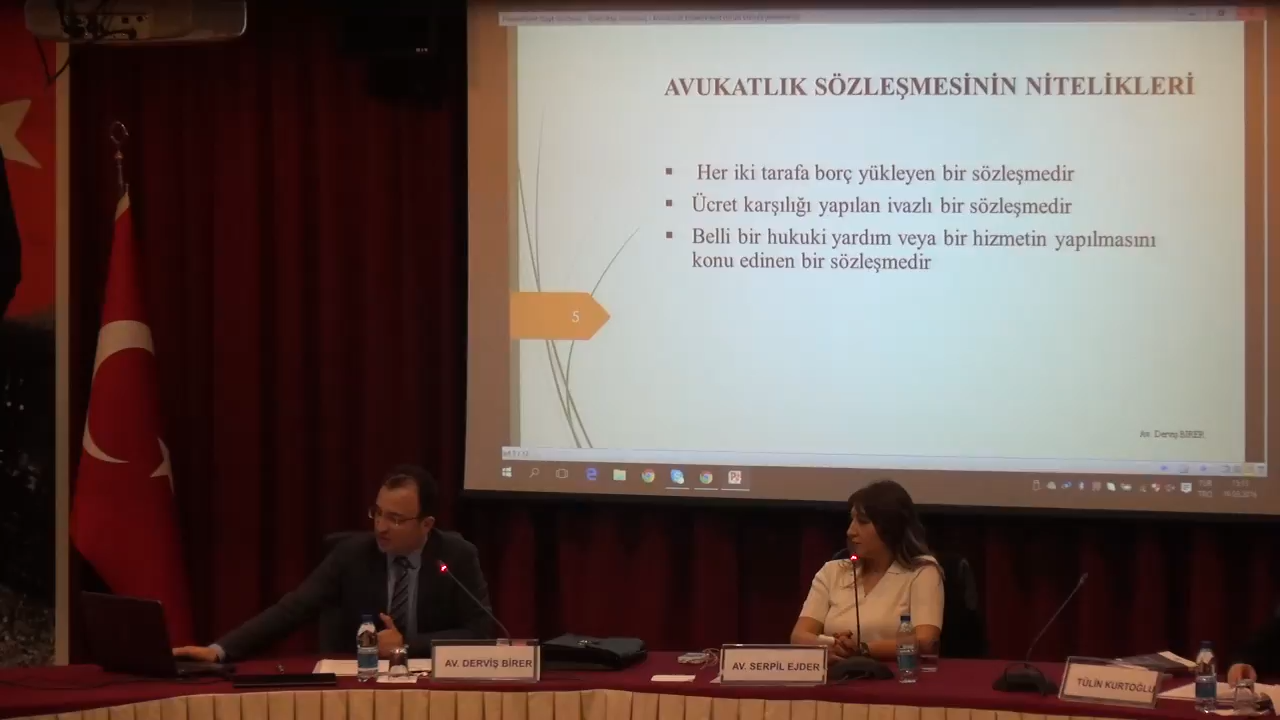 AVUKATLIK SÖZLEŞMESİNİN NİTELİKLERİ
Her iki tarafa borç yükleyen bir sözleşmedir
Ücret karşılığı yapılan ivazlı bir sözleşmedir
Belli bir hukuki yardım veya bir hizmetin yapılmasını
konu edinen bir sözleşmedir
5
Av. Derviş BİRER
TUR
AV. DERVİŞ BİRER
AV. SERPİL EJDER
TÜLİN KURTOĞLU